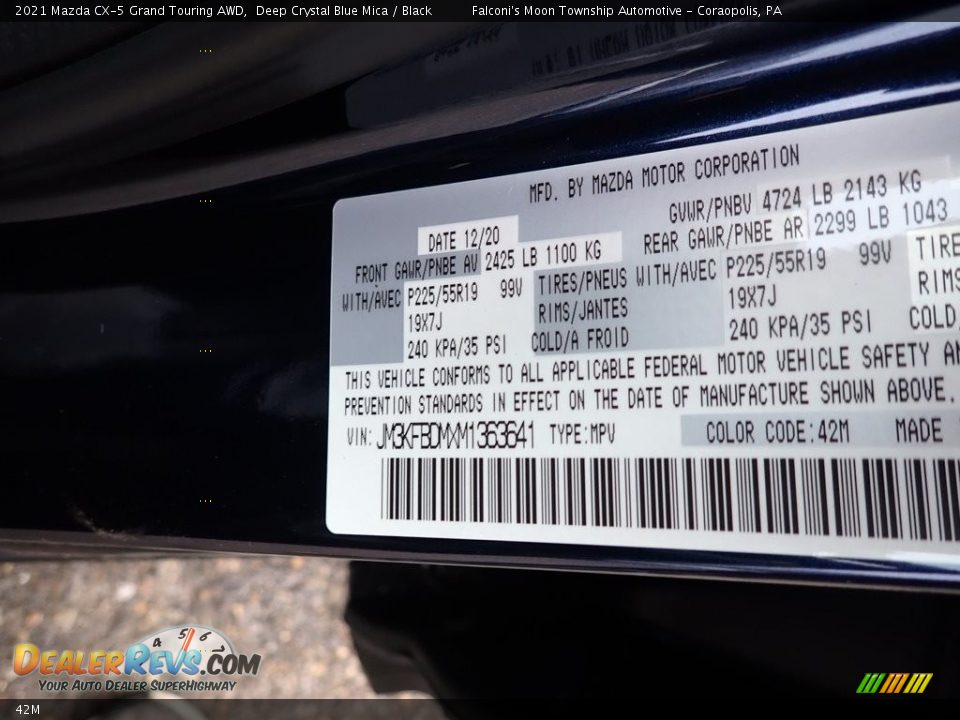 2021 Mazda CX-5 Grand Touring AWD, Deep Crystal Blue Mica / Black Falconi's Moon Township Automotive - Coraopolis, PA
MFD. BY MAZDA MOTOR CORPORATION
DATE 12/20 GVWR/PNBV 4724 LB 2143 KG
FRONT GAWR/PNBE AV 2425 LB 1100 KG REAR GAWR/PNBE AR 2299 LB 1043
WITH/AVEC P225/55R19 99V TIRES/PNEUS WITH/AVEC P225/55R19 99V TIRE
19X7J RIMS/JANTES 19X7J RIMS
240 KPA/35 PSI COLD/A FROID 240 KPA/35 PSI COLD/
THIS VEHICLE CONFORMS TO ALL APPLICABLE FEDERAL MOTOR VEHICLE SAFETY AN
PREVENTION STANDARDS IN EFFECT ON THE DATE OF MANUFACTURE SHOWN ABOVE.
VIN: JM3KFBDMXM1363641 TYPE:MPV COLOR CODE:42M MADE
4 5 6
DealerRevs.com
Your Auto Dealer SuperHighway
42M